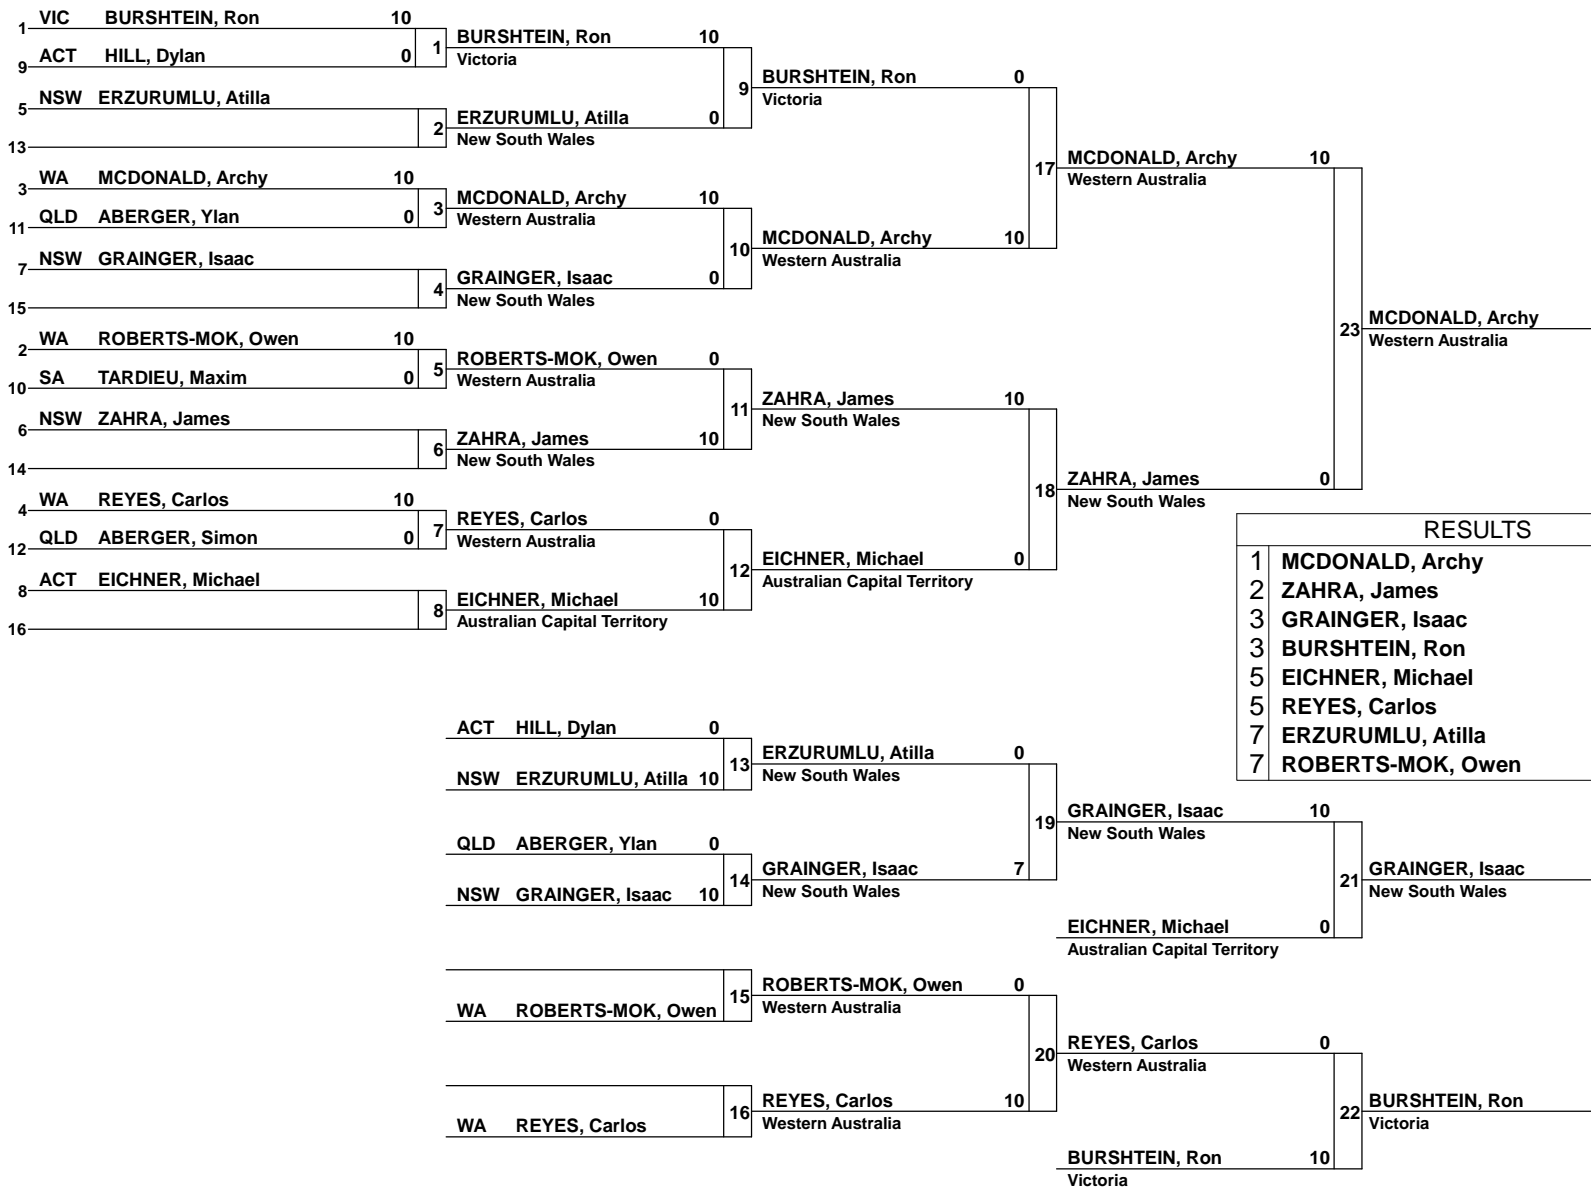 1 VIC BURSHTEIN, Ron 10
9 ACT HILL, Dylan 0
5 NSW ERZURUMLU, Atilla
13
3 WA MCDONALD, Archy 10
11 QLD ABERGER, Ylan 0
7 NSW GRAINGER, Isaac
15
2 WA ROBERTS-MOK, Owen 10
10 SA TARDIEU, Maxim 0
6 NSW ZAHRA, James
14
4 WA REYES, Carlos 10
12 QLD ABERGER, Simon 0
8 ACT EICHNER, Michael
16
1 BURSHTEIN, Ron 10
Victoria
2 ERZURUMLU, Atilla 0
New South Wales
3 MCDONALD, Archy 10
Western Australia
4 GRAINGER, Isaac 0
New South Wales
5 ROBERTS-MOK, Owen 0
Western Australia
6 ZAHRA, James 10
New South Wales
7 REYES, Carlos 0
Western Australia
8 EICHNER, Michael 10
Australian Capital Territory
9 BURSHTEIN, Ron 0
Victoria
10 MCDONALD, Archy 10
Western Australia
11 ZAHRA, James 10
New South Wales
12 EICHNER, Michael 0
Australian Capital Territory
17 MCDONALD, Archy 10
Western Australia
18 ZAHRA, James 0
New South Wales
23 MCDONALD, Archy
Western Australia
RESULTS
1 MCDONALD, Archy
2 ZAHRA, James
3 GRAINGER, Isaac
3 BURSHTEIN, Ron
5 EICHNER, Michael
5 REYES, Carlos
7 ERZURUMLU, Atilla
7 ROBERTS-MOK, Owen
ACT HILL, Dylan 0
NSW ERZURUMLU, Atilla 10
QLD ABERGER, Ylan 0
NSW GRAINGER, Isaac 10
WA ROBERTS-MOK, Owen
WA REYES, Carlos
13 ERZURUMLU, Atilla 0
New South Wales
14 GRAINGER, Isaac 7
New South Wales
15 ROBERTS-MOK, Owen 0
Western Australia
16 REYES, Carlos 10
Western Australia
19 GRAINGER, Isaac 10
New South Wales
EICHNER, Michael 0
Australian Capital Territory
20 REYES, Carlos 0
Western Australia
BURSHTEIN, Ron 10
Victoria
21 GRAINGER, Isaac
New South Wales
22 BURSHTEIN, Ron
Victoria